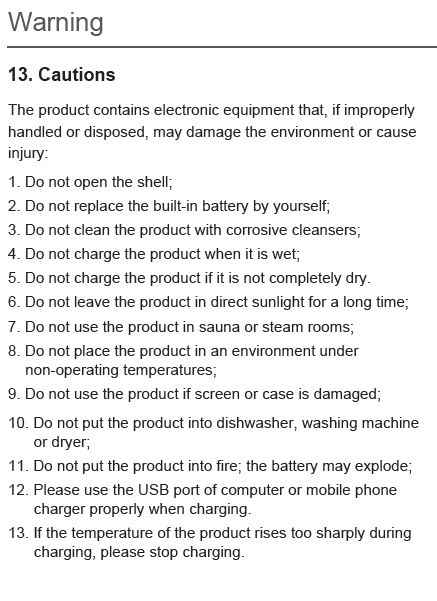 Warning
13. Cautions
The product contains electronic equipment that, if improperly
handled or disposed, may damage the environment or cause
injury:
1. Do not open the shell;
2. Do not replace the built-in battery by yourself;
3. Do not clean the product with corrosive cleansers;
4. Do not charge the product when it is wet;
5. Do not charge the product if it is not completely dry.
6. Do not leave the product in direct sunlight for a long time;
7. Do not use the product in sauna or steam rooms;
8. Do not place the product in an environment under
non-operating temperatures;
9. Do not use the product if screen or case is damaged;
10. Do not put the product into dishwasher, washing machine
or dryer;
11. Do not put the product into fire; the battery may explode;
12. Please use the USB port of computer or mobile phone
charger properly when charging.
13. If the temperature of the product rises too sharply during
charging, please stop charging.